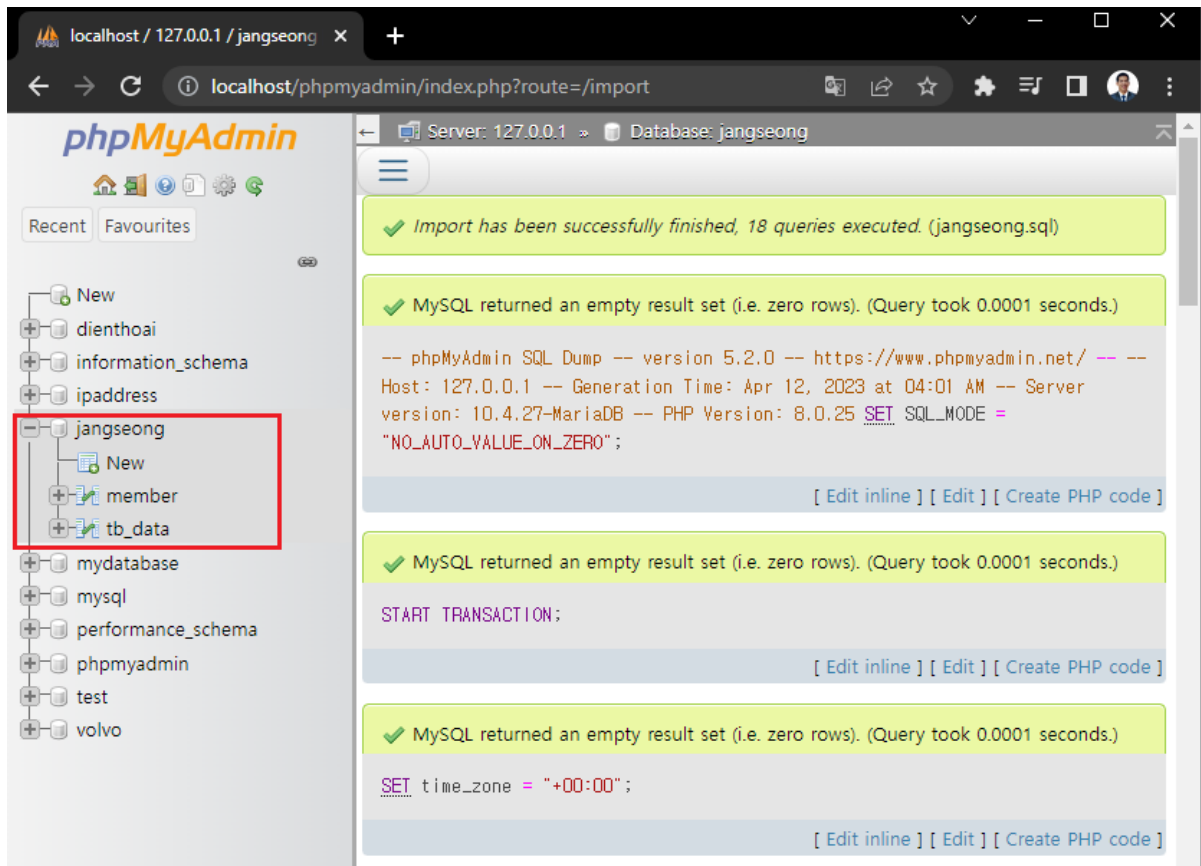 localhost / 127.0.0.1 / jangseong
localhost/phpmyadmin/index.php?route=/import
phpMyAdmin
Recent Favourites
New
dienthoai
information_schema
ipaddress
jangseong
New
member
tb_data
mydatabase
mysql
performance_schema
phpmyadmin
test
volvo
Server: 127.0.0.1 » Database: jangseong
Import has been successfully finished, 18 queries executed. (jangseong.sql)
MySQL returned an empty result set (i.e. zero rows). (Query took 0.0001 seconds.)
-- phpMyAdmin SQL Dump -- version 5.2.0 -- https://www.phpmyadmin.net/ -- --
Host: 127.0.0.1 -- Generation Time: Apr 12, 2023 at 04:01 AM -- Server
version: 10.4.27-MariaDB -- PHP Version: 8.0.25 SET SQL_MODE =
"NO_AUTO_VALUE_ON_ZERO";
[ Edit inline ] [ Edit ] [ Create PHP code ]
MySQL returned an empty result set (i.e. zero rows). (Query took 0.0001 seconds.)
START TRANSACTION;
[ Edit inline ] [ Edit ] [ Create PHP code ]
MySQL returned an empty result set (i.e. zero rows). (Query took 0.0001 seconds.)
SET time_zone = "+00:00";
[ Edit inline ] [ Edit ] [ Create PHP code ]